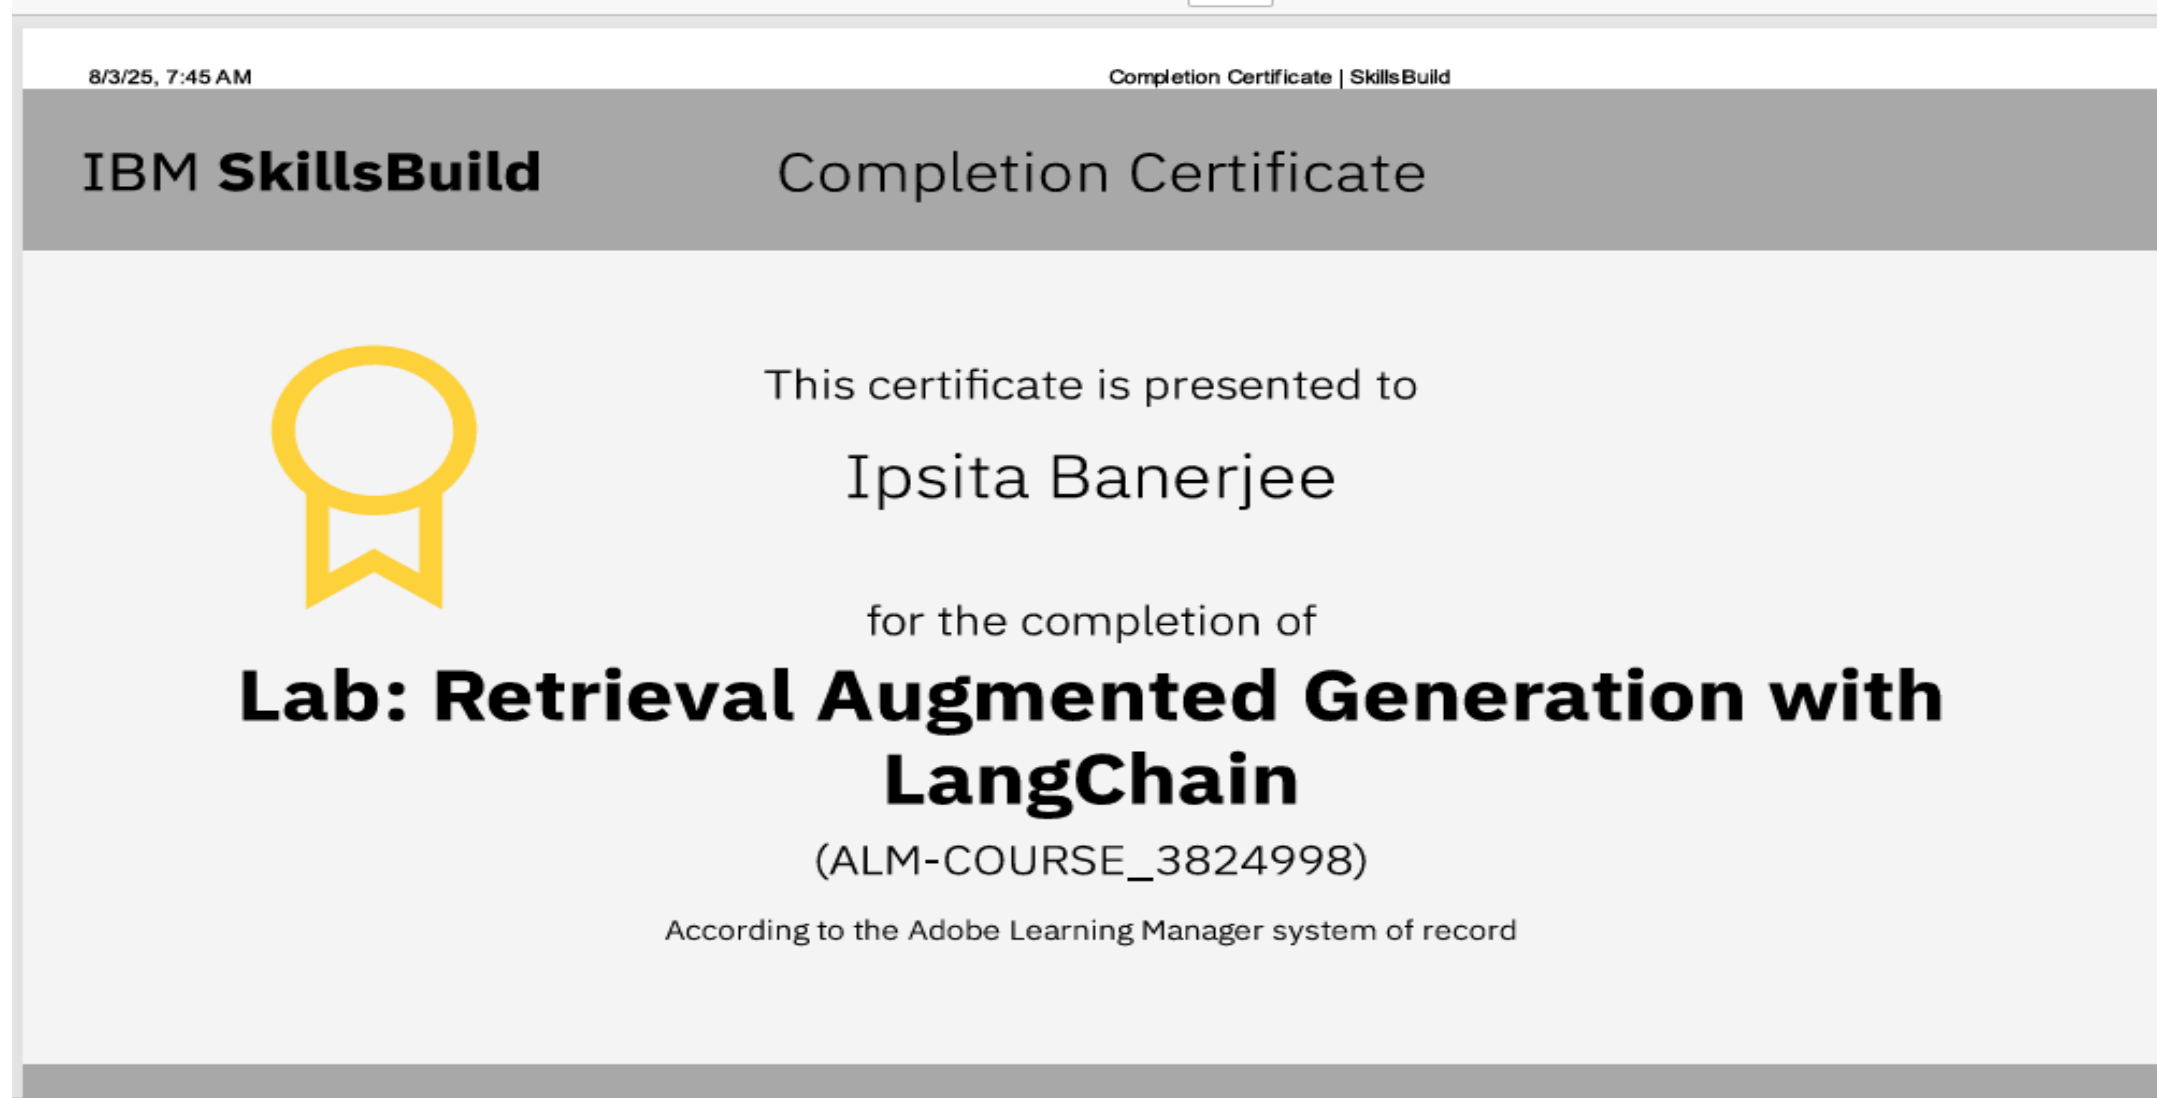 8/3/25, 7:45 AM
Completion Certificate | SkillsBuild
IBM SkillsBuild
Completion Certificate
This certificate is presented to
Ipsita Banerjee
for the completion of
Lab: Retrieval Augmented Generation with
LangChain
(ALM-COURSE_3824998)
According to the Adobe Learning Manager system of record